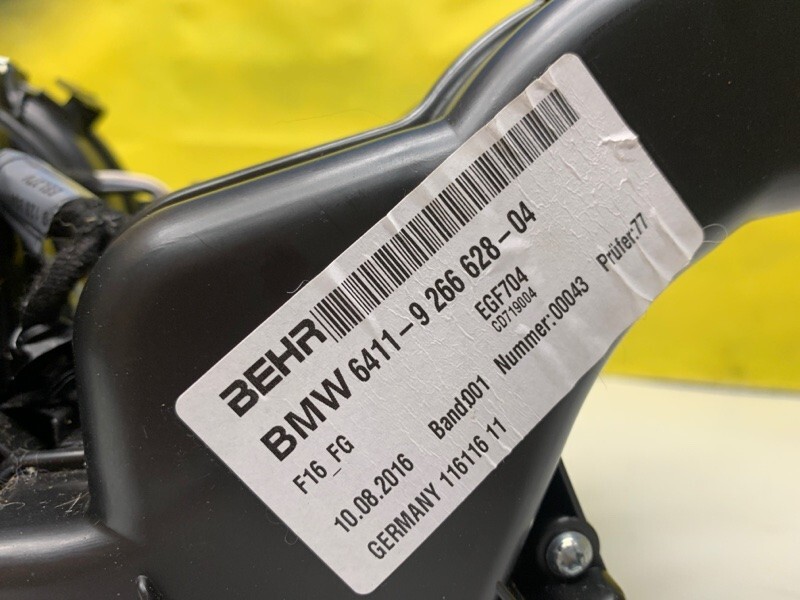 BEHR
BMW 6411-9 266 628-04
EGF704
CD719004
F16_FG
10.08.2016 Band:001 Nummer:00043 Prüfer:77
GERMANY 116116 11